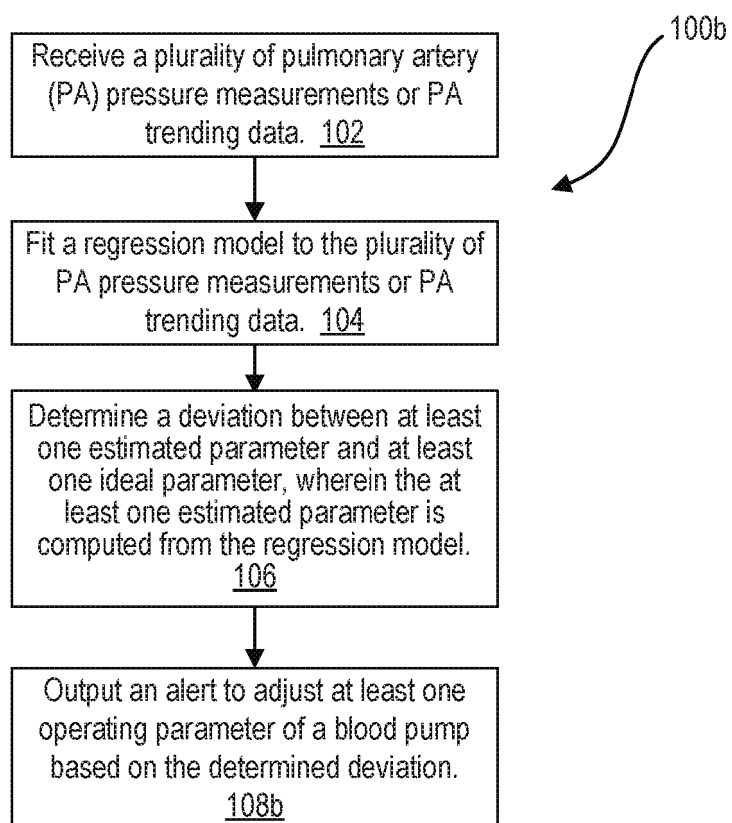 100b
Receive a plurality of pulmonary artery
(PA) pressure measurements or PA
trending data. 102
Fit a regression model to the plurality of
PA pressure measurements or PA
trending data. 104
Determine a deviation between at least
one estimated parameter and at least
one ideal parameter, wherein the at
least one estimated parameter is
computed from the regression model.
106
Output an alert to adjust at least one
operating parameter of a blood pump
based on the determined deviation.
108b